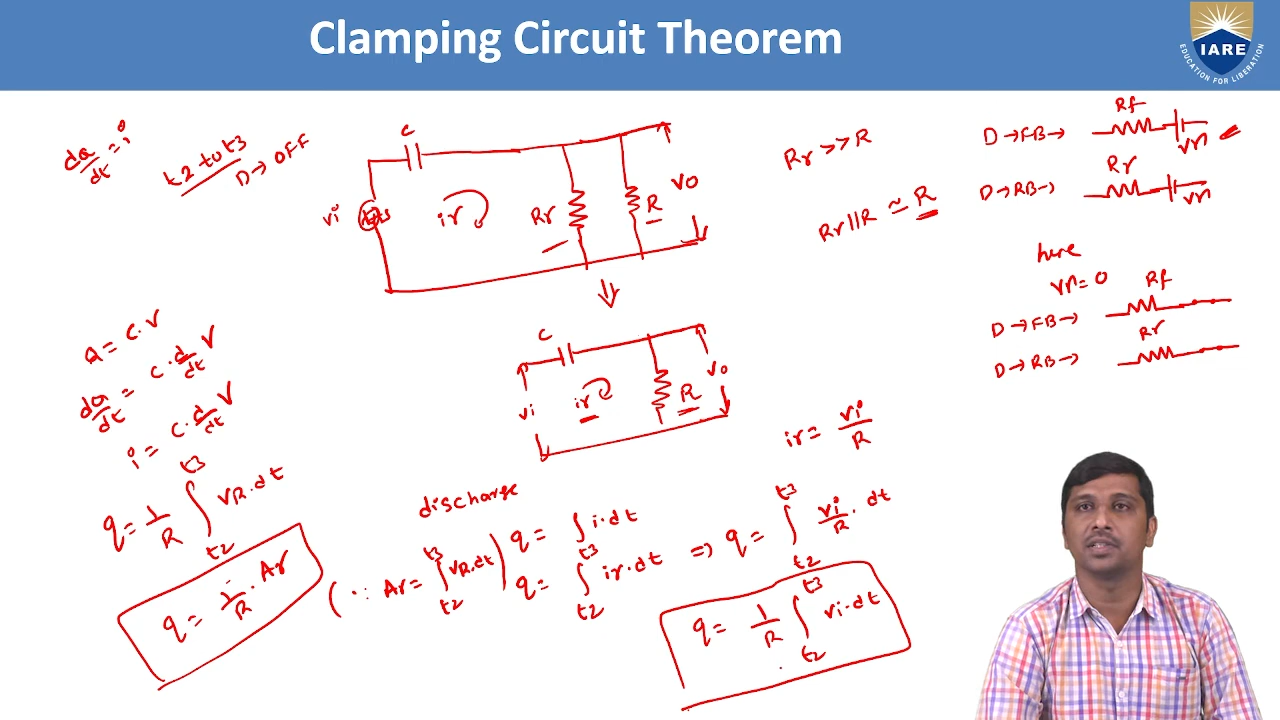 Clamping Circuit Theorem
IARE
EDUCATION FOR LIBERATION
dQ/dt = i
t2 to t3
D → OFF
C
Vi
ir
Rr
R
Vo
Rr >> R
Rr || R ≃ R
D → FB → Rf Vr
D → RB → Rr Vr
here
Vr = 0
D → FB → Rf
D → RB → Rr
C
Vi
ir
R
Vo
ir = Vi/R
Q = C · V
dQ/dt = C · d/dt V
i = C · d/dt V
q = 1/R ∫ t2 t3 VR · dt
q = 1/R · Ar
discharge
(∵ Ar = ∫ t2 t3 VR · dt)
q = ∫ i · dt
q = ∫ t2 t3 ir · dt ⇒ q = ∫ t2 t3 Vi/R · dt
q = 1/R ∫ t2 t3 Vi · dt